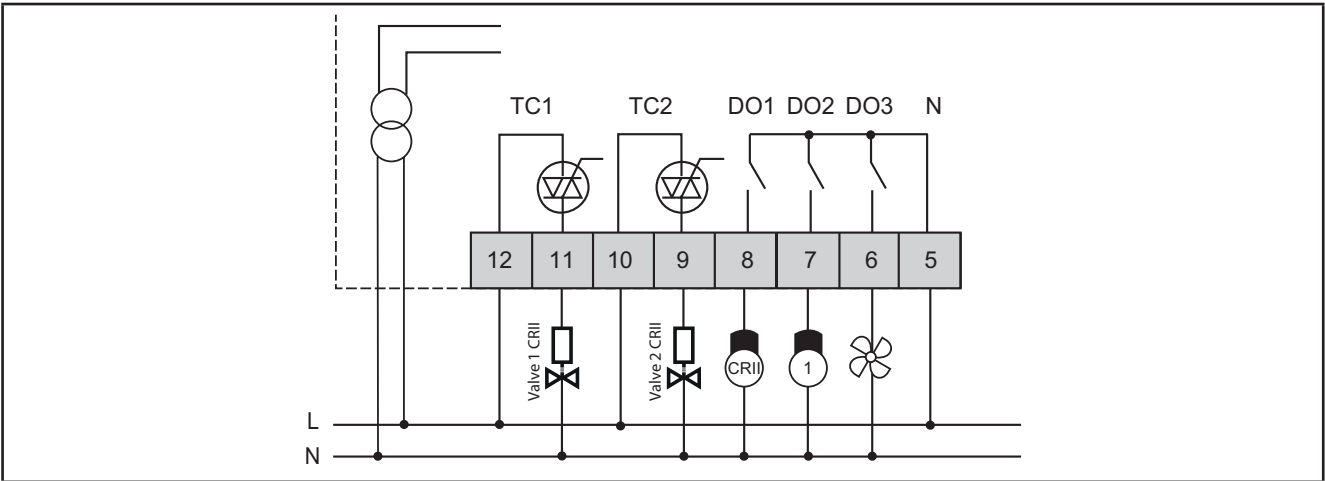 TC1 TC2 DO1 DO2 DO3 N
12 11 10 9 8 7 6 5
Valve 1 CRII
Valve 2 CRII
CRII
1
L
N